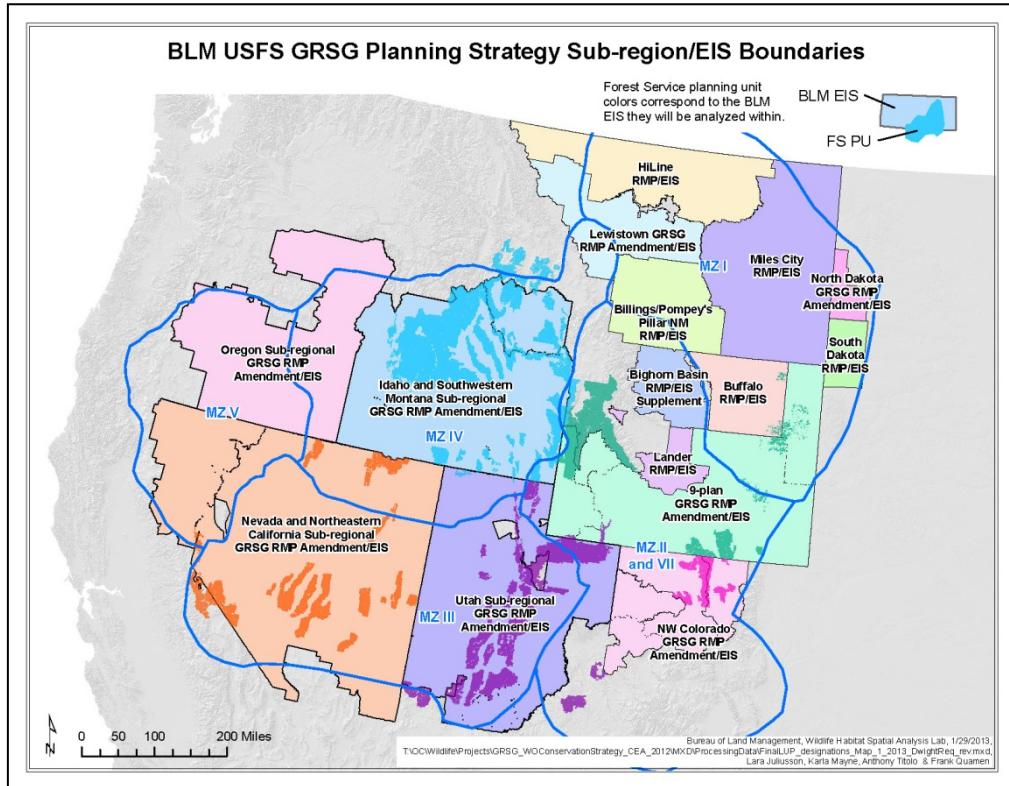 BLM USFS GRSG Planning Strategy Sub-region/EIS Boundaries
Forest Service planning unit
colors correspond to the BLM
EIS they will be analyzed within.
BLM EIS
FS PU
HiLine
RMP/EIS
Lewistown GRSG
RMP Amendment/EIS
MZ I
Miles City
RMP/EIS
North Dakota
GRSG RMP
Amendment/EIS
Billings/Pompey's
Pillar NM
RMP/EIS
South
Dakota
RMP/EIS
Oregon Sub-regional
GRSG RMP
Amendment/EIS
MZ V
Idaho and Southwestern
Montana Sub-regional
GRSG RMP Amendment/EIS
MZ IV
Bighorn Basin
RMP/EIS
Supplement
Buffalo
RMP/EIS
Lander
RMP/EIS
9-plan
GRSG RMP
Amendment/EIS
Nevada and Northeastern
California Sub-regional
GRSG RMP Amendment/EIS
MZ II
and VII
MZ III
Utah Sub-regional
GRSG RMP
Amendment/EIS
NW Colorado
GRSG RMP
Amendment/EIS
N
0 50 100 200 Miles
Bureau of Land Management, Wildlife Habitat Spatial Analysis Lab, 1/29/2013,
T:\OC\Wildlife\Projects\GRSG_WOConservationStrategy_CEA_2012\MXD\ProcessingData\FinalLUP_designations_Map_1_2013_DwightReq_rev.mxd,
Lara Juliusson, Karla Mayne, Anthony Titolo & Frank Quamen